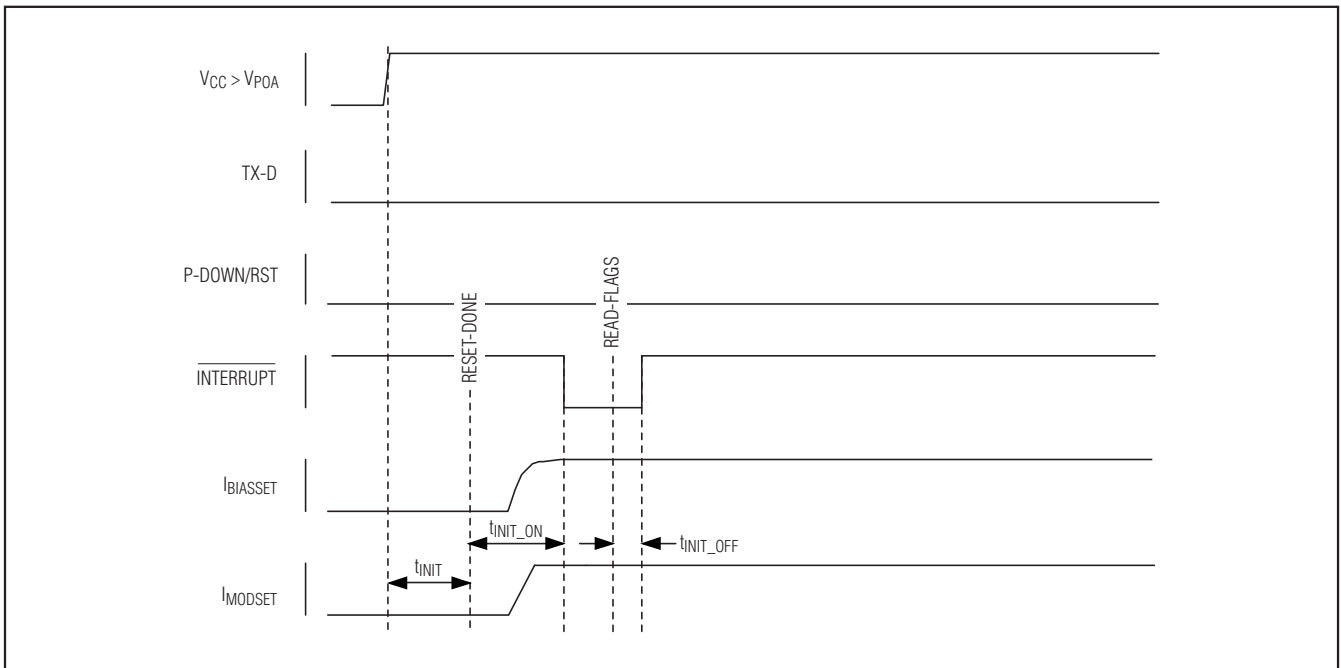 VCC > VPOA
TX-D
P-DOWN/RST
RESET-DONE
READ-FLAGS
INTERRUPT
IBIASSET
tINIT_ON
tINIT_OFF
tINIT
IMODSET